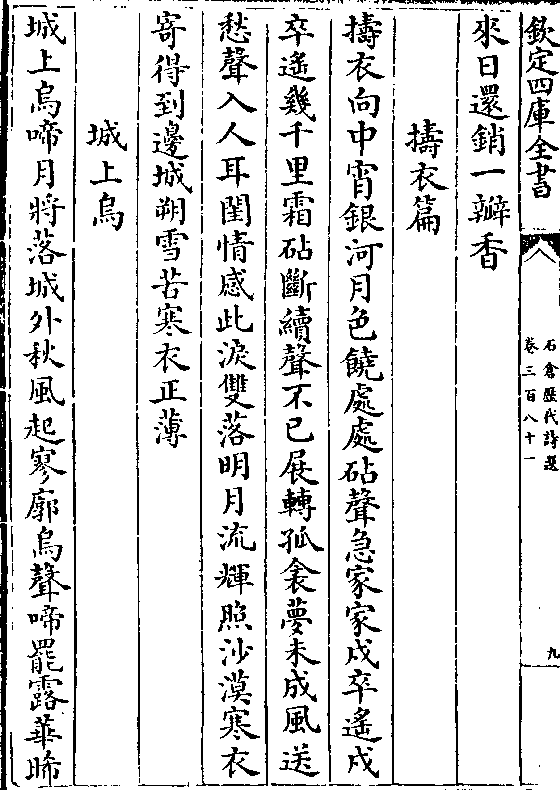 欽定四庫全書
石倉歷代詩選
卷三百八十一
九
來日還銷一瓣香
擣衣篇
擣衣向中宵銀河月色饒處處砧聲急家家戍卒遙戍
卒遙幾千里霜砧斷續聲不已展轉孤衾夢未成風送
愁聲入人耳閨情感此淚雙落明月流輝照沙漠寒衣
寄得到邊城朔雪苦寒衣正薄
城上烏
城上烏啼月將落城外秋風起寥廓烏聲啼罷露華晞